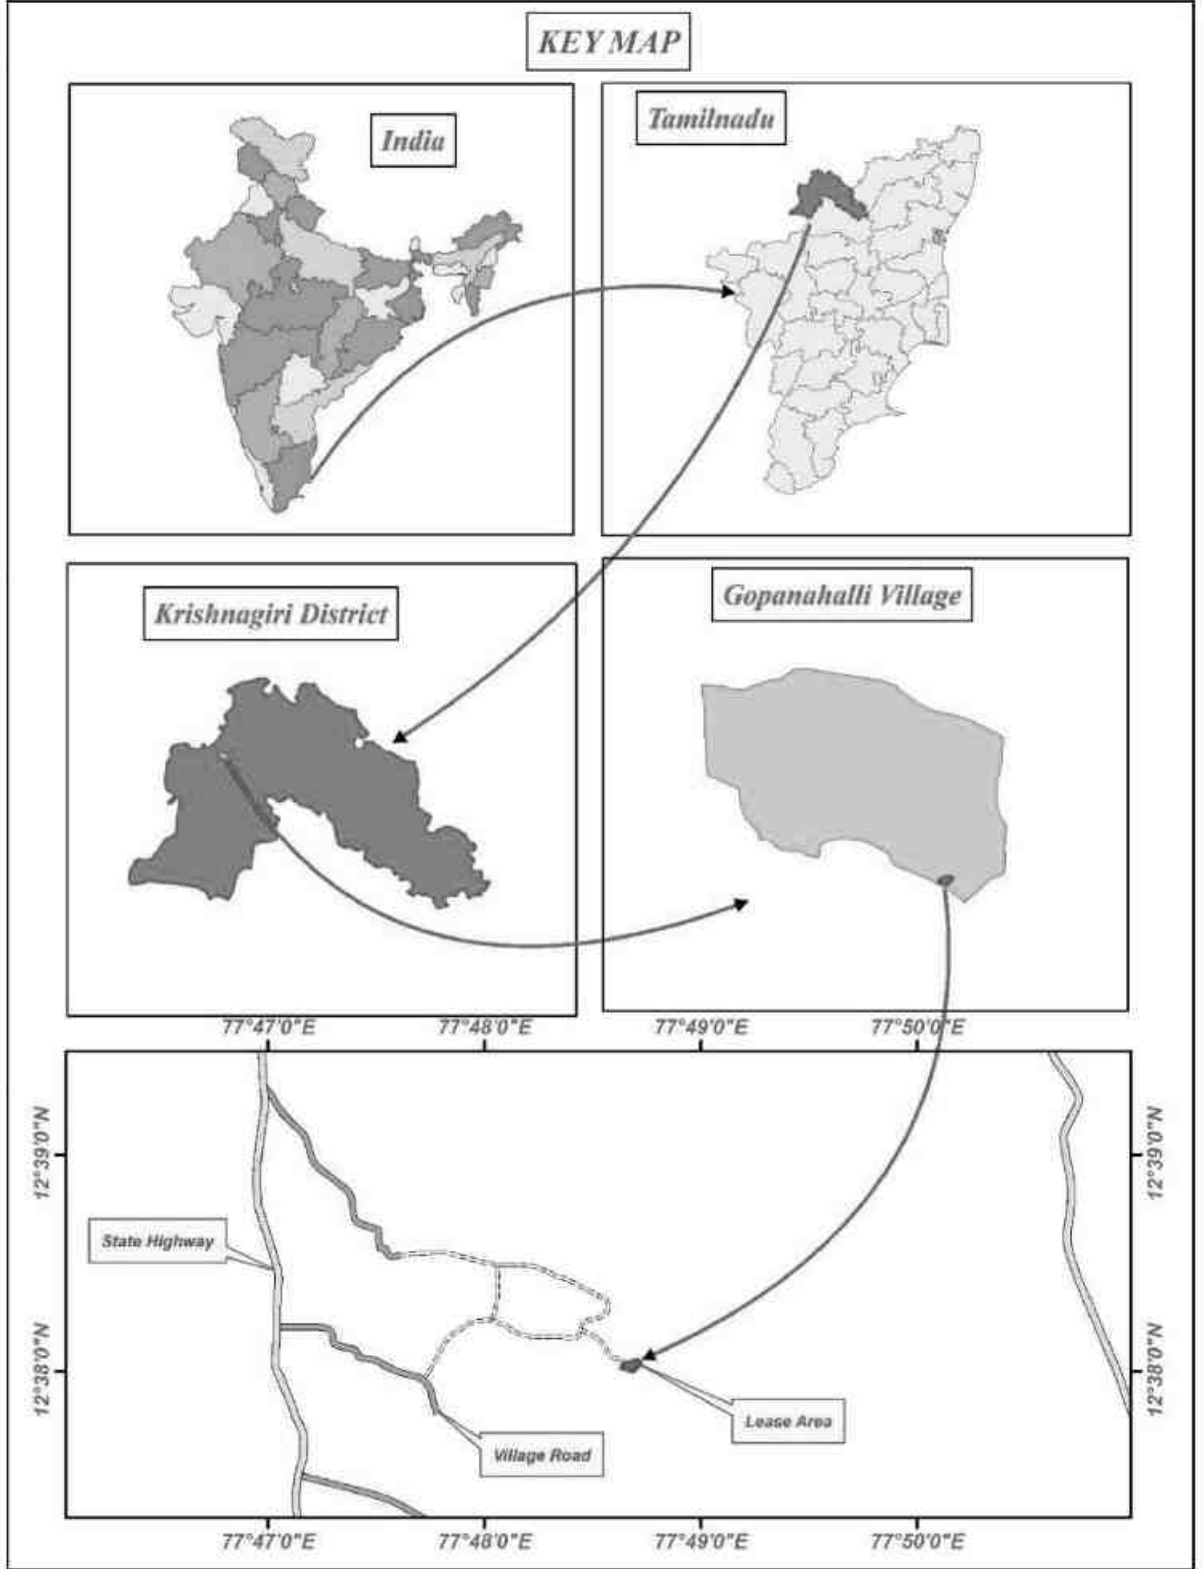 KEY MAP
India
Tamilnadu
Krishnagiri District
Gopanahalli Village
77°47'0"E 77°48'0"E 77°49'0"E 77°50'0"E
12°39'0"N 12°39'0"N
State Highway
12°38'0"N 12°38'0"N
Lease Area
Village Road
77°47'0"E 77°48'0"E 77°49'0"E 77°50'0"E